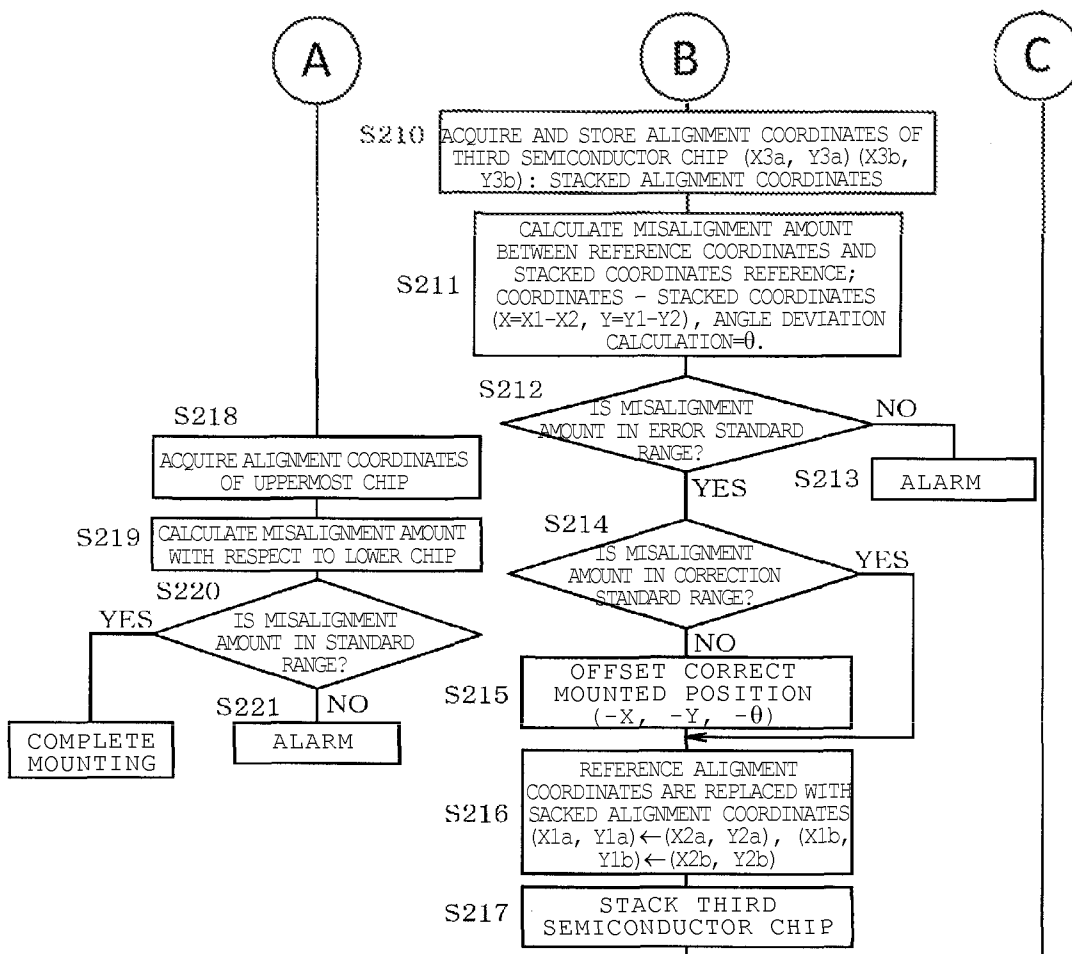 A
B
C
S210
ACQUIRE AND STORE ALIGNMENT COORDINATES OF
THIRD SEMICONDUCTOR CHIP (X3a, Y3a) (X3b,
Y3b): STACKED ALIGNMENT COORDINATES
S211
CALCULATE MISALIGNMENT AMOUNT
BETWEEN REFERENCE COORDINATES AND
STACKED COORDINATES REFERENCE;
COORDINATES - STACKED COORDINATES
(X=X1-X2, Y=Y1-Y2), ANGLE DEVIATION
CALCULATION=θ.
S212
IS MISALIGNMENT
AMOUNT IN ERROR STANDARD
RANGE?
NO
S213
ALARM
YES
S214
IS MISALIGNMENT
AMOUNT IN CORRECTION
STANDARD RANGE?
YES
NO
S215
OFFSET CORRECT
MOUNTED POSITION
(-X, -Y, -θ)
S216
REFERENCE ALIGNMENT
COORDINATES ARE REPLACED WITH
SACKED ALIGNMENT COORDINATES
(X1a, Y1a)←(X2a, Y2a), (X1b,
Y1b)←(X2b, Y2b)
S217
STACK THIRD
SEMICONDUCTOR CHIP
S218
ACQUIRE ALIGNMENT COORDINATES
OF UPPERMOST CHIP
S219
CALCULATE MISALIGNMENT AMOUNT
WITH RESPECT TO LOWER CHIP
S220
IS MISALIGNMENT
AMOUNT IN STANDARD
RANGE?
YES
COMPLETE
MOUNTING
NO
S221
ALARM